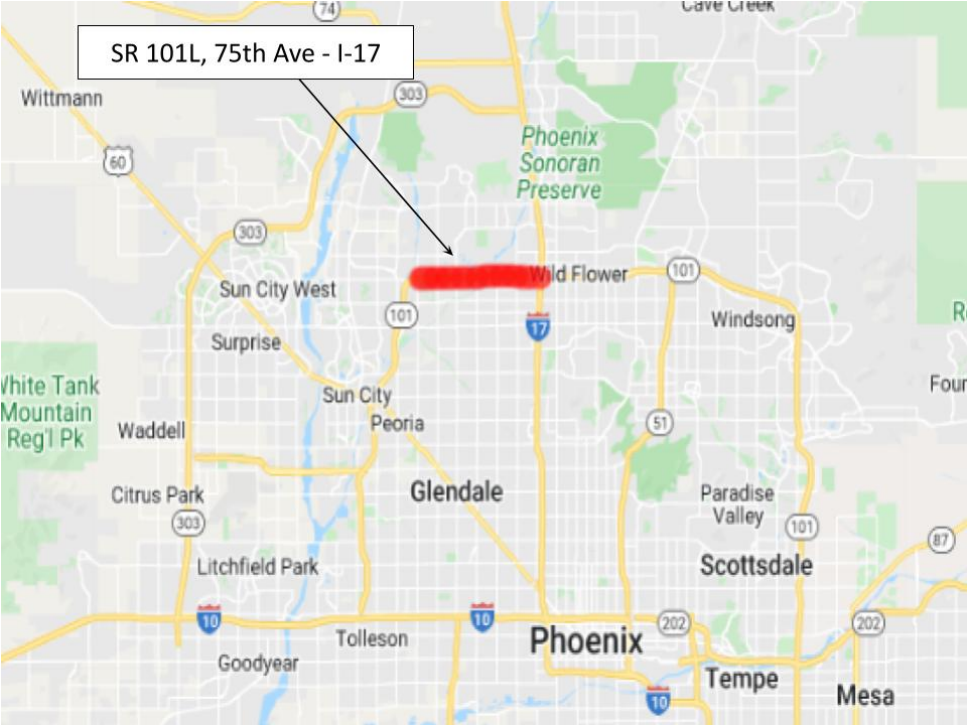 74
Cave Creek
SR 101L, 75th Ave - I-17
Wittmann
303
60
Phoenix
Sonoran
Preserve
303
Wild Flower
101
Sun City West
101
17
Windsong
Surprise
White Tank
Mountain
Reg'l Pk
Sun City
Peoria
51
Waddell
Glendale
Citrus Park
Paradise
Valley
303
101
87
Litchfield Park
Scottsdale
10
10
202
202
Tolleson
Phoenix
Goodyear
Tempe
10
Mesa